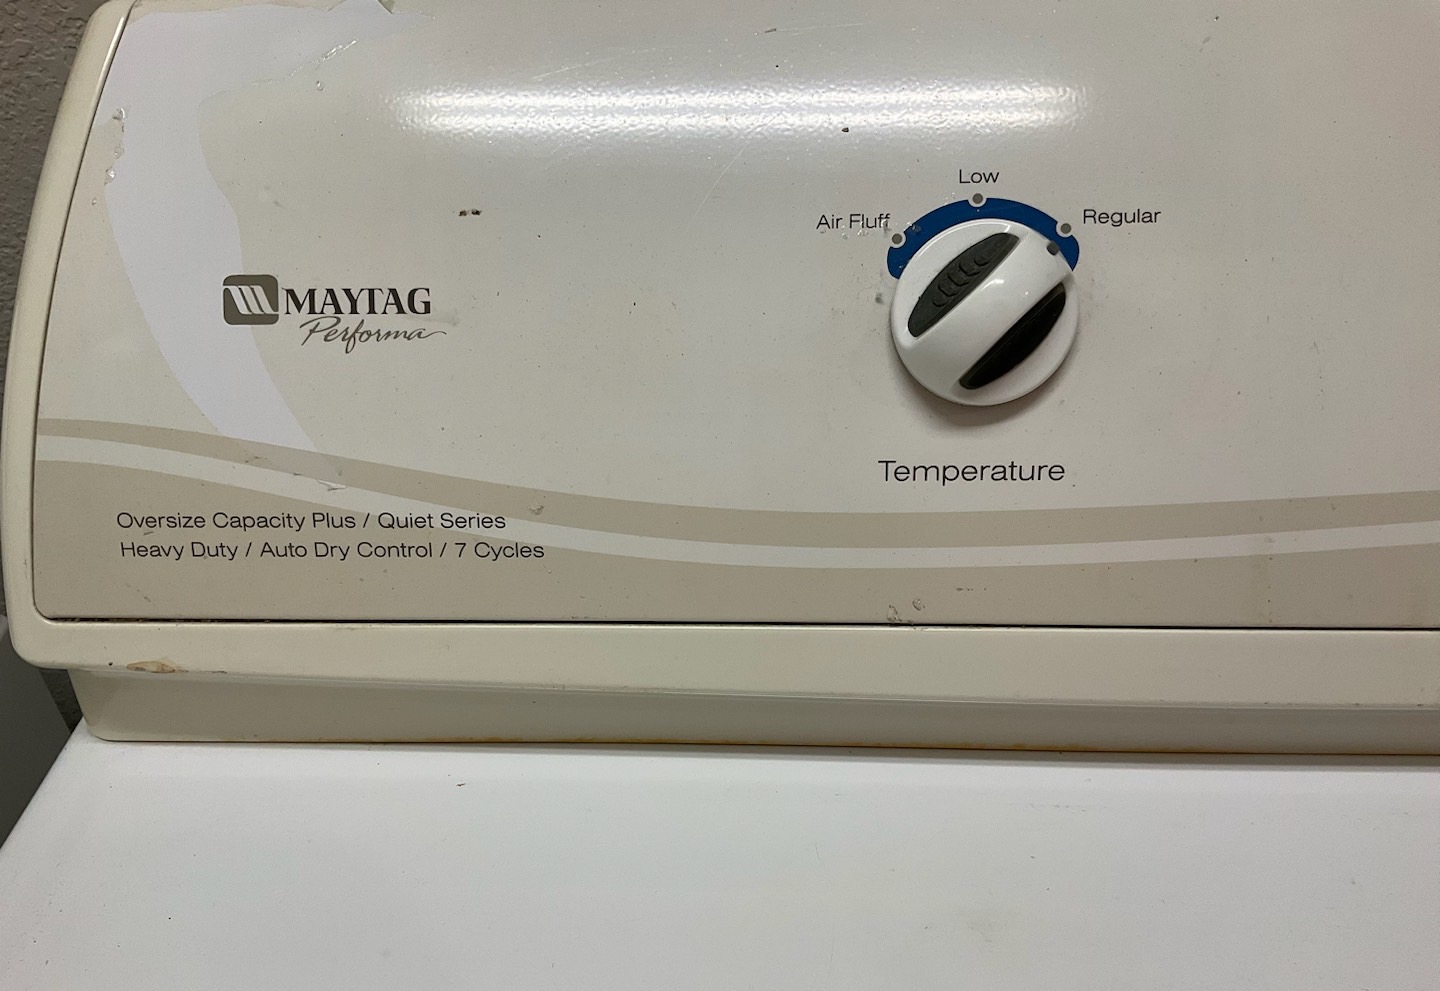 Low
Air Fluff
Regular
MAYTAG
Performa
Temperature
Oversize Capacity Plus / Quiet Series
Heavy Duty / Auto Dry Control / 7 Cycles